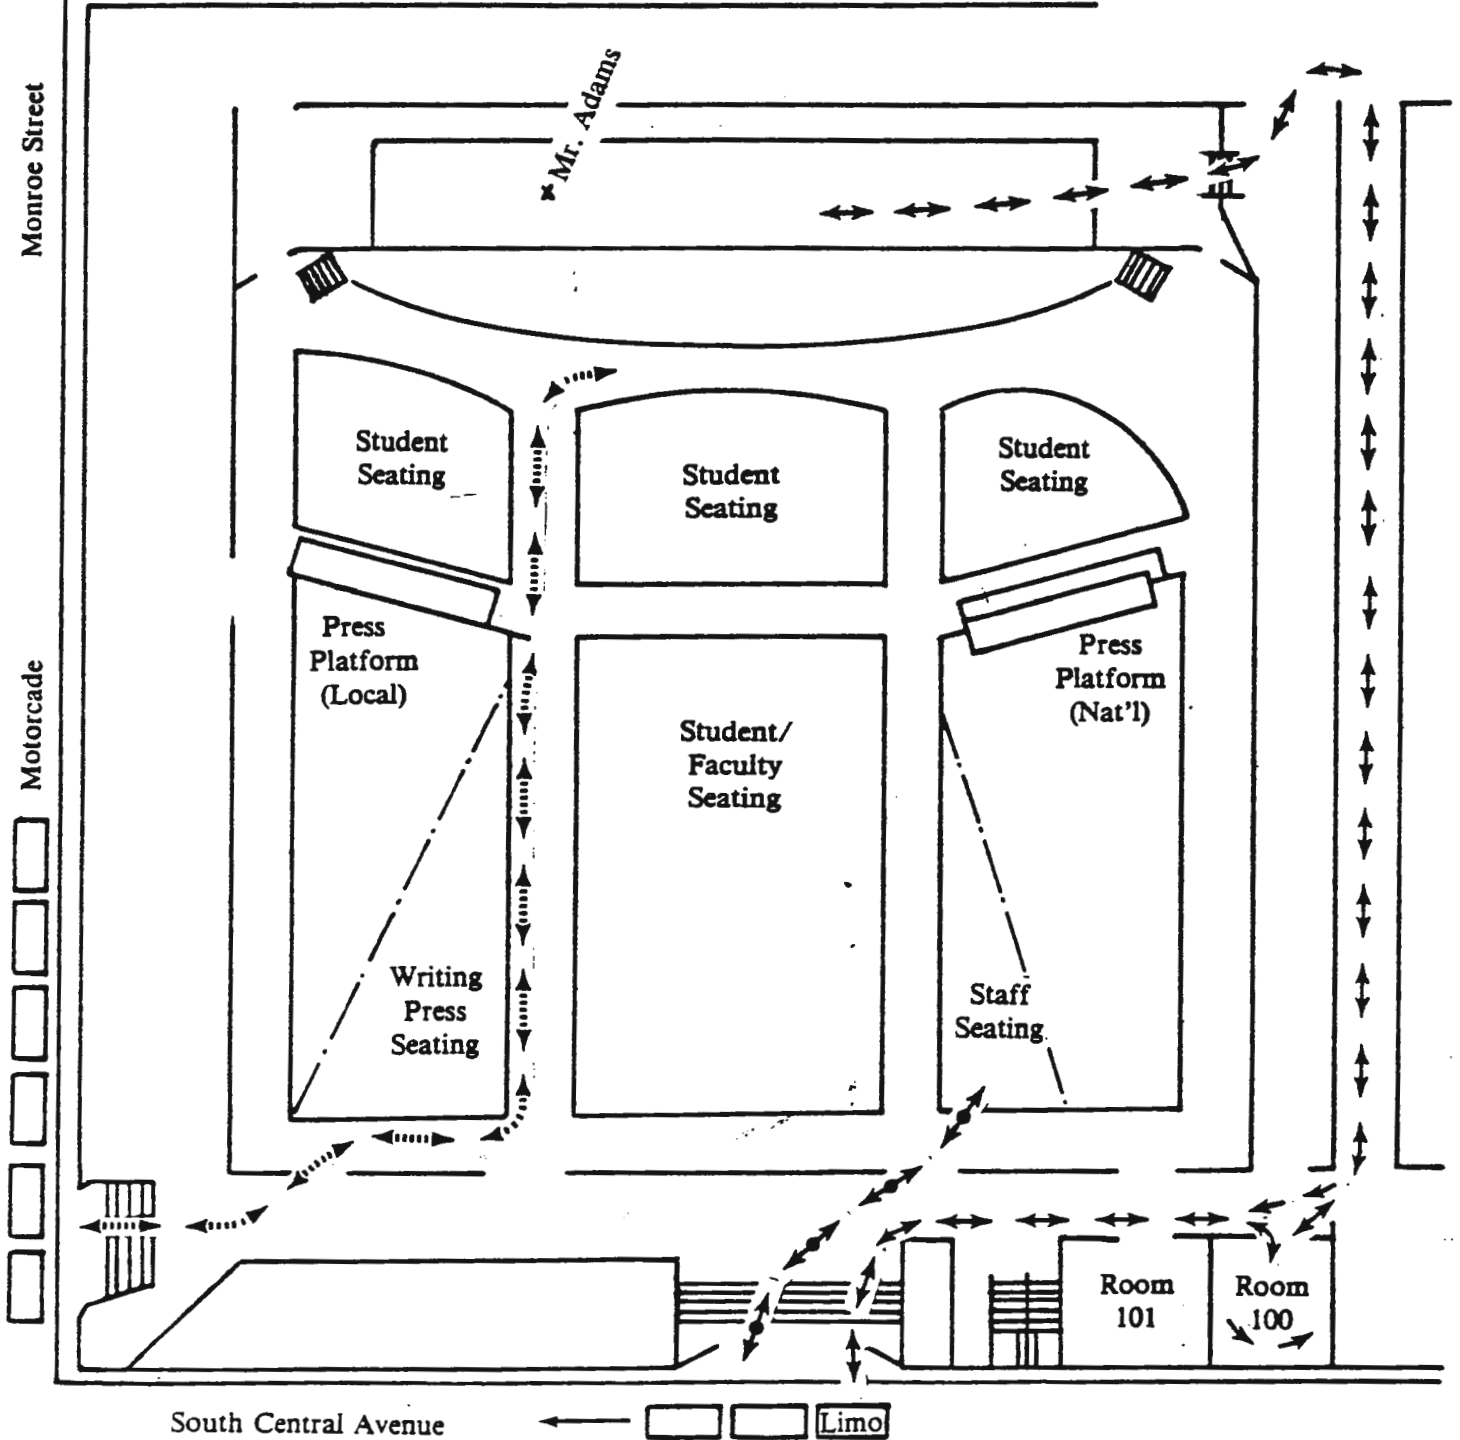 Monroe Street
Mr. Adams
Student
Seating
Student
Seating
Student
Seating
Press
Platform
(Local)
Press
Platform
(Nat'l)
Motorcade
Student/
Faculty
Seating
Writing
Press
Seating
Staff
Seating
Room
101
Room
100
South Central Avenue
Limo